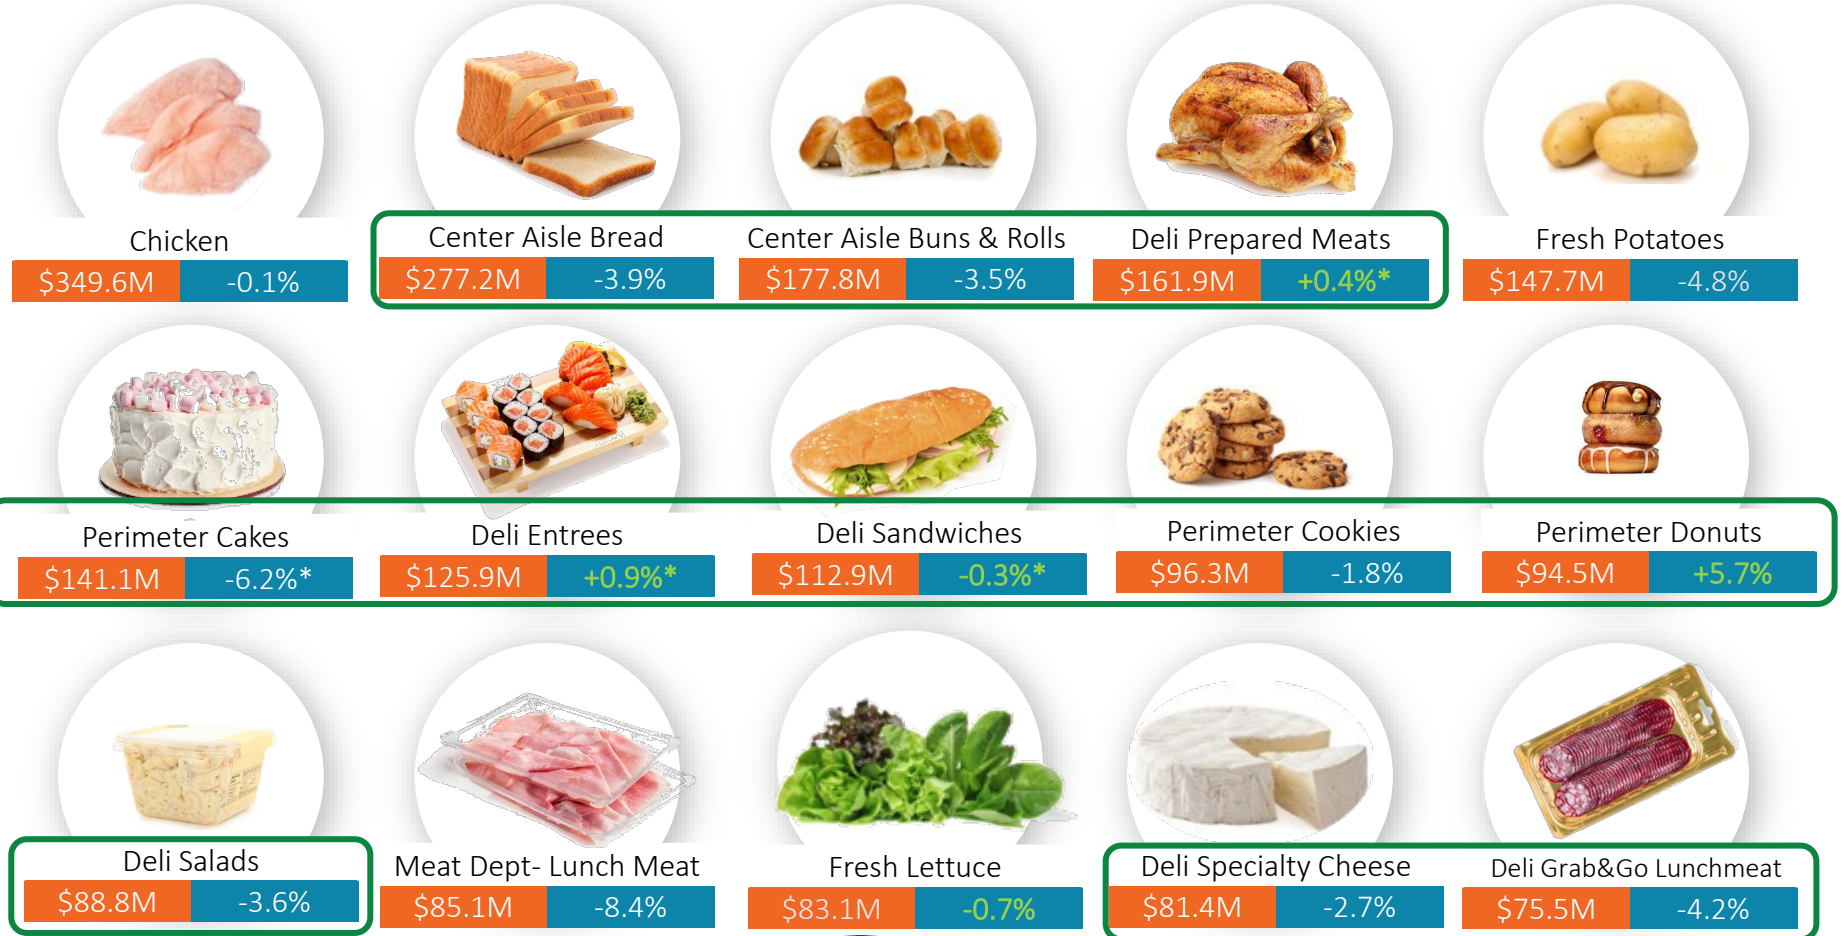 Chicken
$349.6M -0.1%
Center Aisle Bread
$277.2M -3.9%
Center Aisle Buns & Rolls
$177.8M -3.5%
Deli Prepared Meats
$161.9M +0.4%*
Fresh Potatoes
$147.7M -4.8%
Perimeter Cakes
$141.1M -6.2%*
Deli Entrees
$125.9M +0.9%*
Deli Sandwiches
$112.9M -0.3%*
Perimeter Cookies
$96.3M -1.8%
Perimeter Donuts
$94.5M +5.7%
Deli Salads
$88.8M -3.6%
Meat Dept- Lunch Meat
$85.1M -8.4%
Fresh Lettuce
$83.1M -0.7%
Deli Specialty Cheese
$81.4M -2.7%
Deli Grab&Go Lunchmeat
$75.5M -4.2%